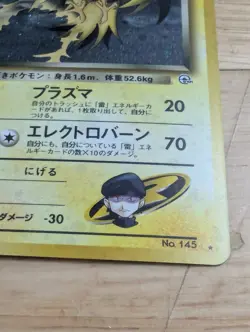 きポケモン：身長1.6m、体重52.6kg
プラズマ 20
自分のトラッシュに「雷」エネルギーカ
ードがあれば、1枚取り出して、自分に
つける。
エレクトロバーン 70
自分にも、自分についている「雷」エネ
ルギーカードの数×10のダメージ。
にげる
ダメージ -30
No. 145 ★